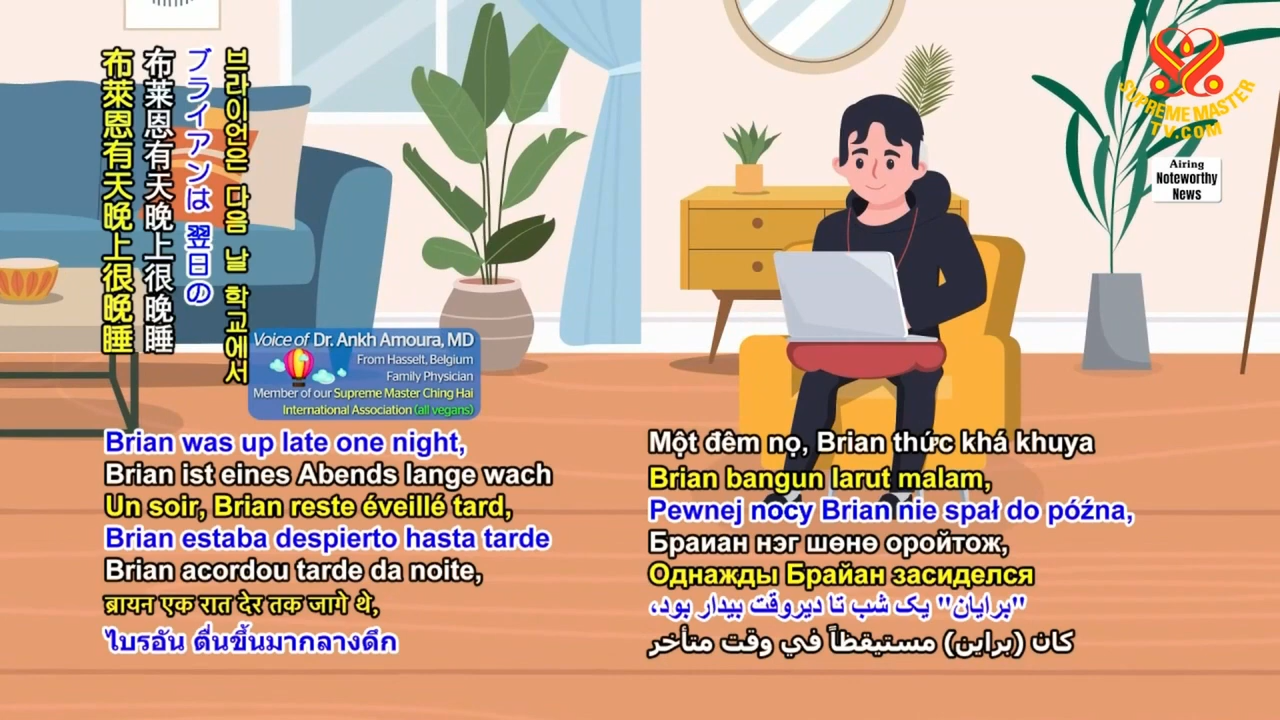 브라이언은 다음 날 학교에서
ブライアンは 翌日の
布莱恩有天晚上很晚睡
布萊恩有天晚上很晚睡
SUPREME MASTER
TV.COM
Airing
Noteworthy
News
Voice of Dr. Ankh Amoura, MD
From Hasselt, Belgium
Family Physician
Member of our Supreme Master Ching Hai
International Association (all vegans)
Brian was up late one night,
Brian ist eines Abends lange wach
Un soir, Brian reste éveillé tard,
Brian estaba despierto hasta tarde
Brian acordou tarde da noite,
ब्रायन एक रात देर तक जागे थे,
ไบรอัน ตื่นขึ้นมากลางดึก
Một đêm nọ, Brian thức khá khuya
Brian bangun larut malam,
Pewnej nocy Brian nie spał do późna,
Браиан нэг шөнө оройтож,
Однажды Брайан засиделся
"برایان" یک شب تا دیروقت بیدار بود،
كان (براين) مستيقظاً في وقت متأخر